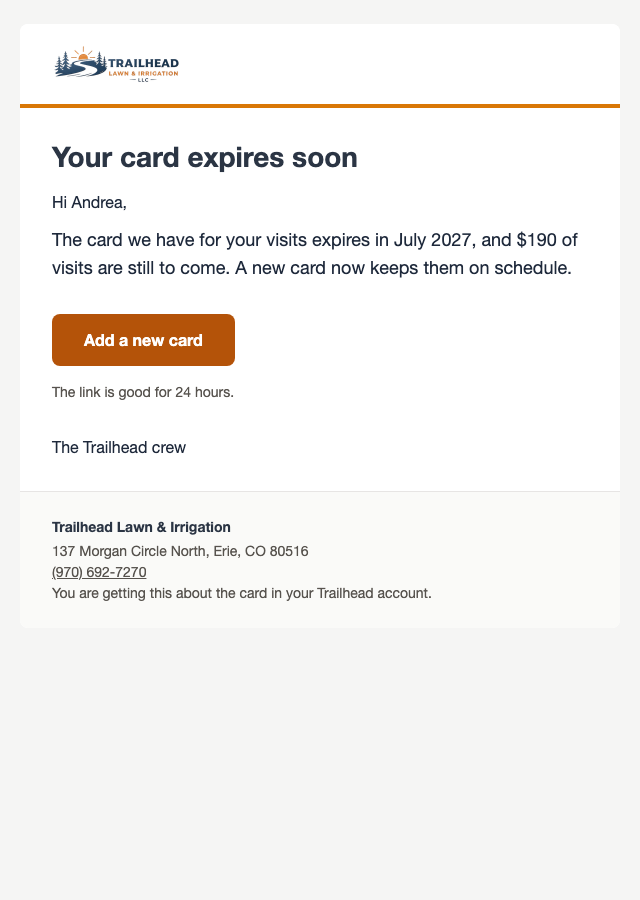 TRAILHEAD
LAWN & IRRIGATION
LLC
Your card expires soon
Hi Andrea,
The card we have for your visits expires in July 2027, and $190 of
visits are still to come. A new card now keeps them on schedule.
Add a new card
The link is good for 24 hours.
The Trailhead crew
Trailhead Lawn & Irrigation
137 Morgan Circle North, Erie, CO 80516
(970) 692-7270
You are getting this about the card in your Trailhead account.